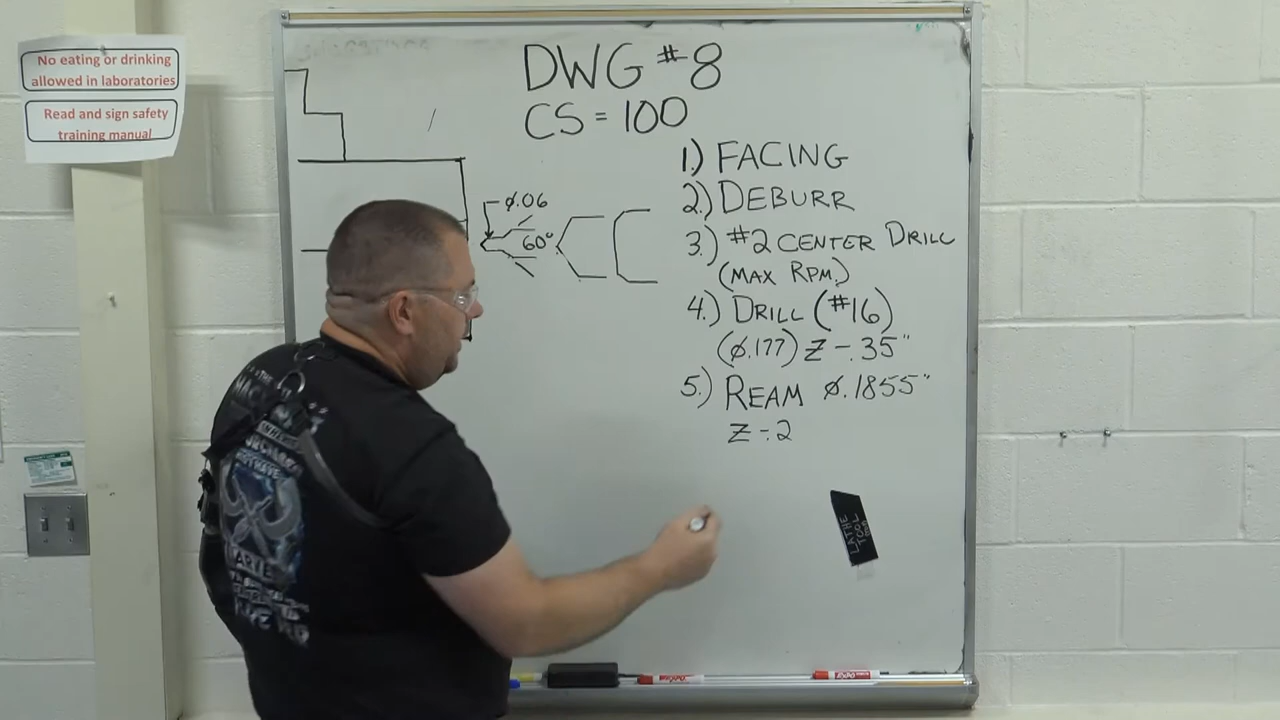 No eating or drinking
allowed in laboratories
Read and sign safety
training manual
DWG #8
CS = 100
1.) FACING
2.) DEBURR
3.) #2 CENTER DRILL
(MAX RPM.)
4.) DRILL (#16)
(Ø.177) Z -.35"
5.) REAM Ø.1855"
Z -.2
Ø.06
60°
LATHE
TOOL